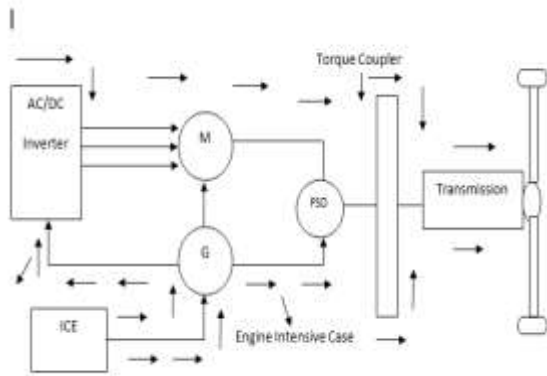 Torque Coupler
AC/DC
Inverter
M
PSD
Transmission
G
ICE
Engine Intensive Case